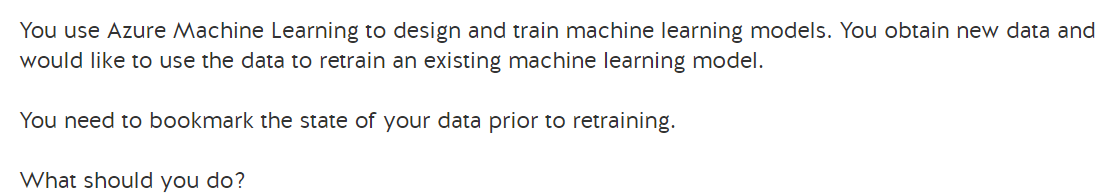 You use Azure Machine Learning to design and train machine learning models. You obtain new data and
would like to use the data to retrain an existing machine learning model.
You need to bookmark the state of your data prior to retraining.
What should you do?